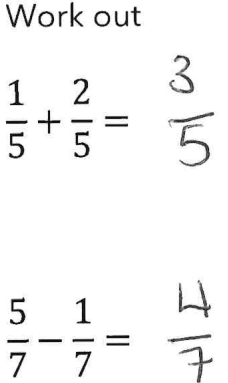 Work out
1/5 + 2/5 = 3/5
5/7 − 1/7 = 4/7